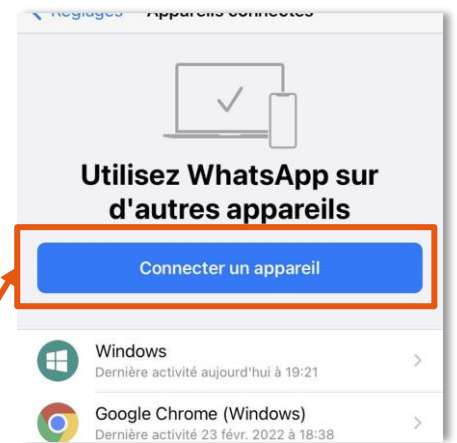 Réglages Appareils connectés
Utilisez WhatsApp sur
d'autres appareils
Connecter un appareil
Windows
Dernière activité aujourd'hui à 19:21
Google Chrome (Windows)
Dernière activité 23 févr. 2022 à 18:38